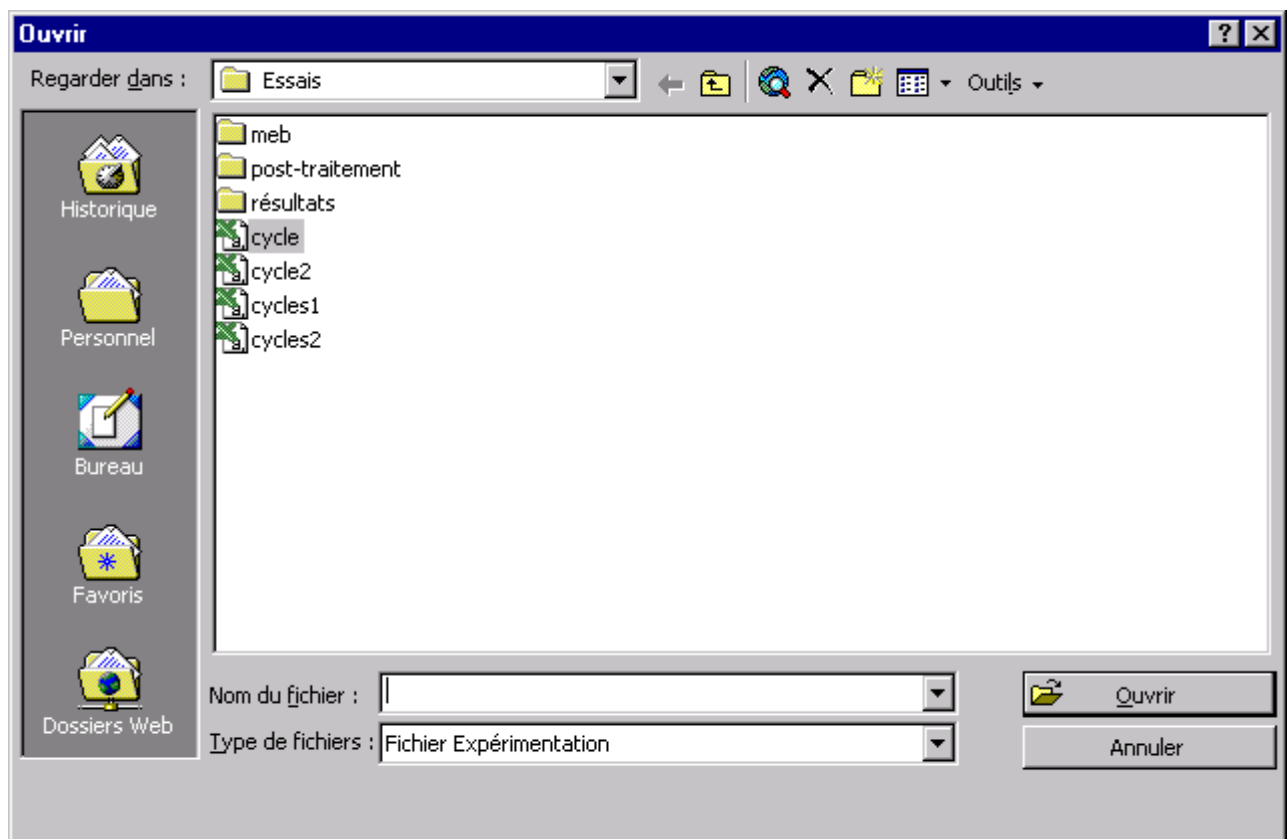 Ouvrir
Regarder dans : Essais Outils
Historique
Personnel
Bureau
Favoris
Dossiers Web
meb
post-traitement
résultats
cycle
cycle2
cycles1
cycles2
Nom du fichier : Ouvrir
Type de fichiers : Fichier Expérimentation Annuler